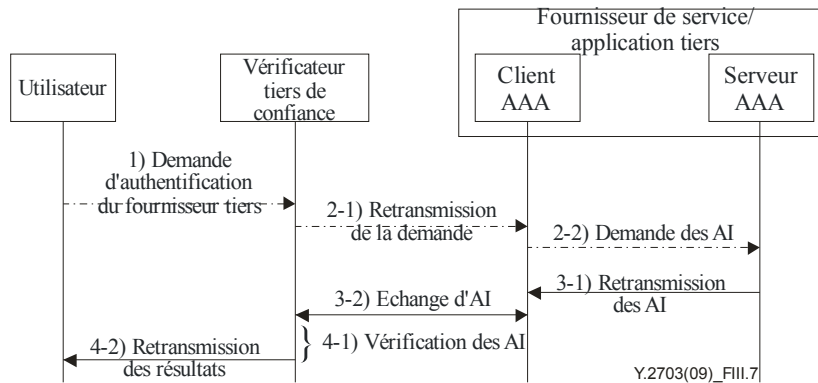 Fournisseur de service/
application tiers
Utilisateur
Vérificateur
tiers de
confiance
Client
AAA
Serveur
AAA
1) Demande
d'authentification
du fournisseur tiers
2-1) Retransmission
de la demande
2-2) Demande des AI
3-1) Retransmission
des AI
3-2) Echange d'AI
4-1) Vérification des AI
4-2) Retransmission
des résultats
Y.2703(09)_FIII.7